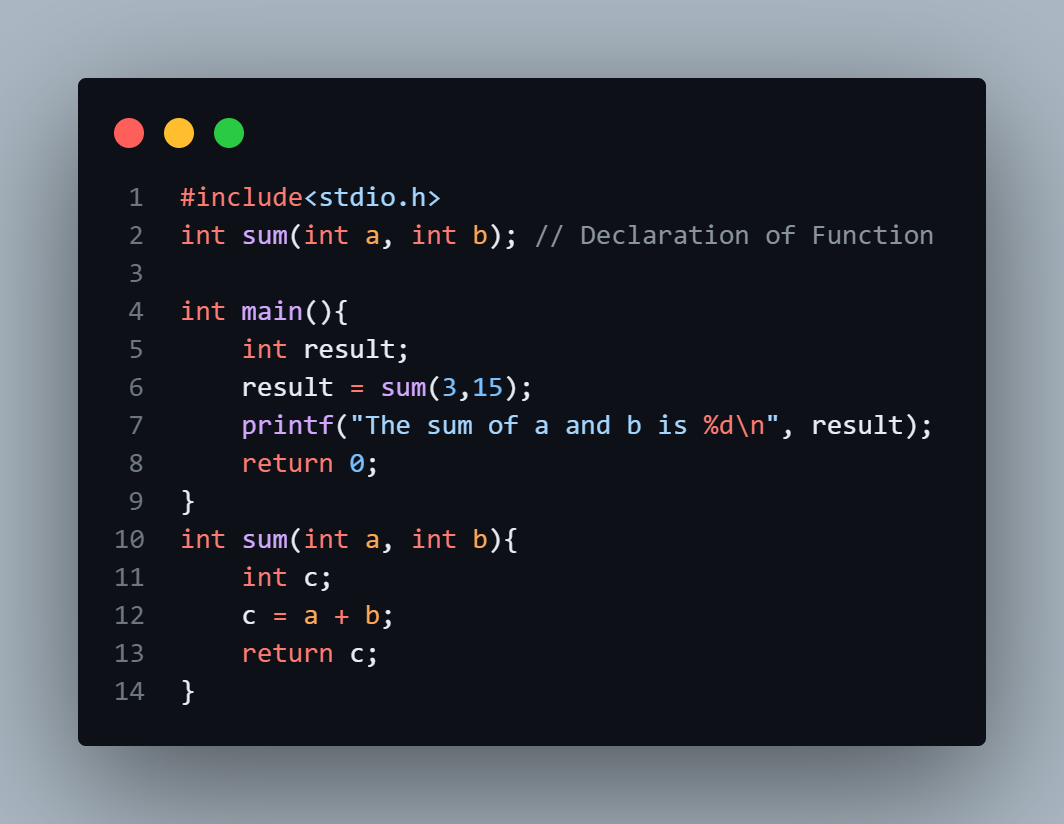 1 #include<stdio.h>
2 int sum(int a, int b); // Declaration of Function
3
4 int main(){
5     int result;
6     result = sum(3,15);
7     printf("The sum of a and b is %d\n", result);
8     return 0;
9 }
10 int sum(int a, int b){
11     int c;
12     c = a + b;
13     return c;
14 }